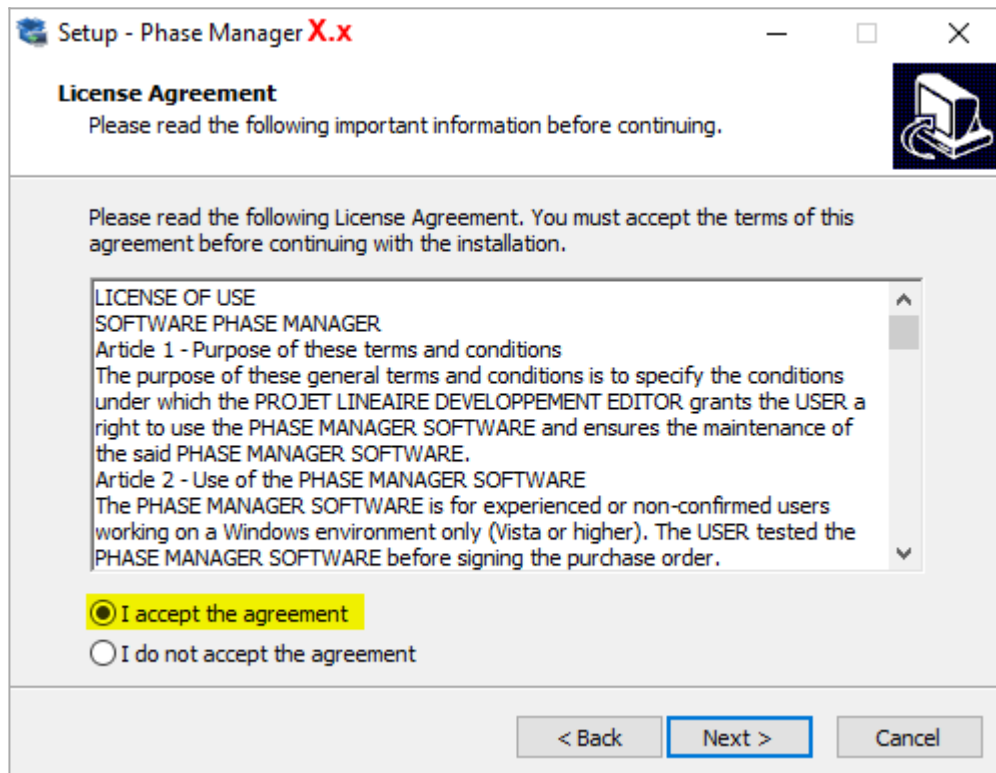 Setup - Phase Manager X.x
License Agreement
Please read the following important information before continuing.
Please read the following License Agreement. You must accept the terms of this
agreement before continuing with the installation.
LICENSE OF USE
SOFTWARE PHASE MANAGER
Article 1 - Purpose of these terms and conditions
The purpose of these general terms and conditions is to specify the conditions
under which the PROJET LINEAIRE DEVELOPPEMENT EDITOR grants the USER a
right to use the PHASE MANAGER SOFTWARE and ensures the maintenance of
the said PHASE MANAGER SOFTWARE.
Article 2 - Use of the PHASE MANAGER SOFTWARE
The PHASE MANAGER SOFTWARE is for experienced or non-confirmed users
working on a Windows environment only (Vista or higher). The USER tested the
PHASE MANAGER SOFTWARE before signing the purchase order.
I accept the agreement
I do not accept the agreement
< Back Next > Cancel